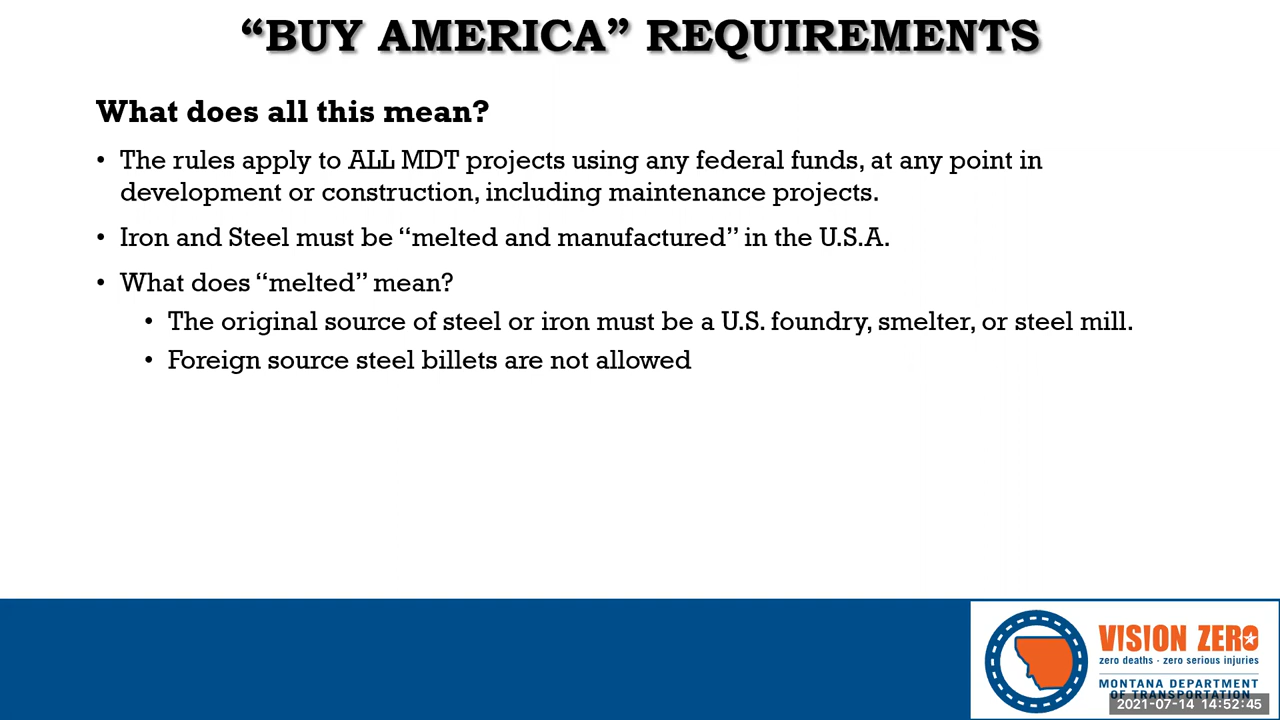 “BUY AMERICA” REQUIREMENTS
What does all this mean?
• The rules apply to ALL MDT projects using any federal funds, at any point in
development or construction, including maintenance projects.
• Iron and Steel must be “melted and manufactured” in the U.S.A.
• What does “melted” mean?
• The original source of steel or iron must be a U.S. foundry, smelter, or steel mill.
• Foreign source steel billets are not allowed
VISION ZERO
zero deaths · zero serious injuries
MONTANA DEPARTMENT
OF TRANSPORTATION
2021-07-14 14:52:45